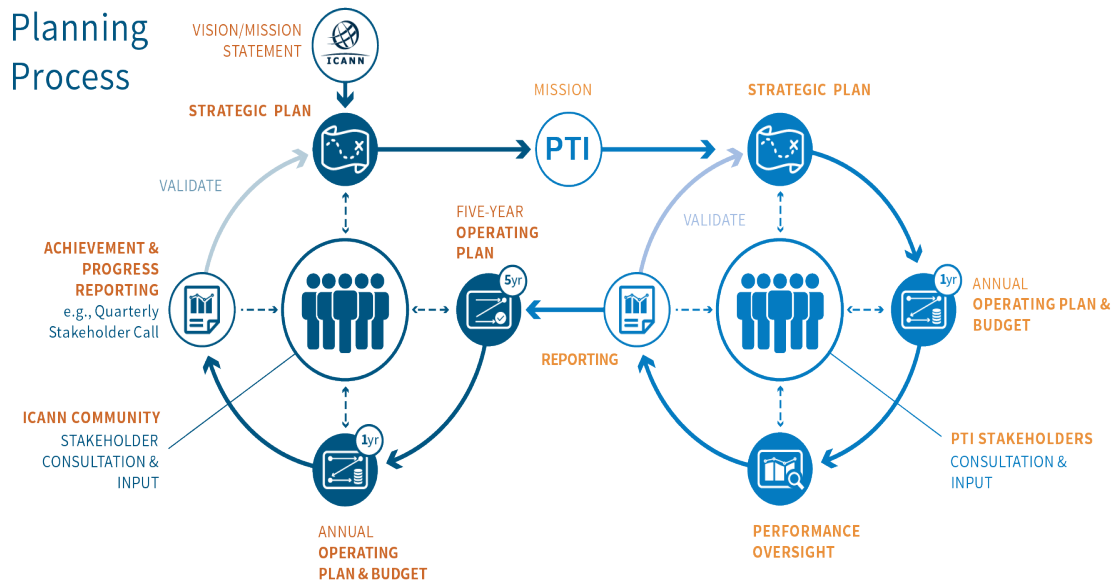 Planning
Process
VISION/MISSION
STATEMENT
ICANN
STRATEGIC PLAN
MISSION
PTI
STRATEGIC PLAN
VALIDATE
VALIDATE
FIVE-YEAR
OPERATING
PLAN
5yr
ACHIEVEMENT &
PROGRESS
REPORTING
e.g., Quarterly
Stakeholder Call
1yr
ANNUAL
OPERATING PLAN &
BUDGET
REPORTING
ICANN COMMUNITY
STAKEHOLDER
CONSULTATION &
INPUT
1yr
ANNUAL
OPERATING
PLAN & BUDGET
PTI STAKEHOLDERS
CONSULTATION &
INPUT
PERFORMANCE
OVERSIGHT